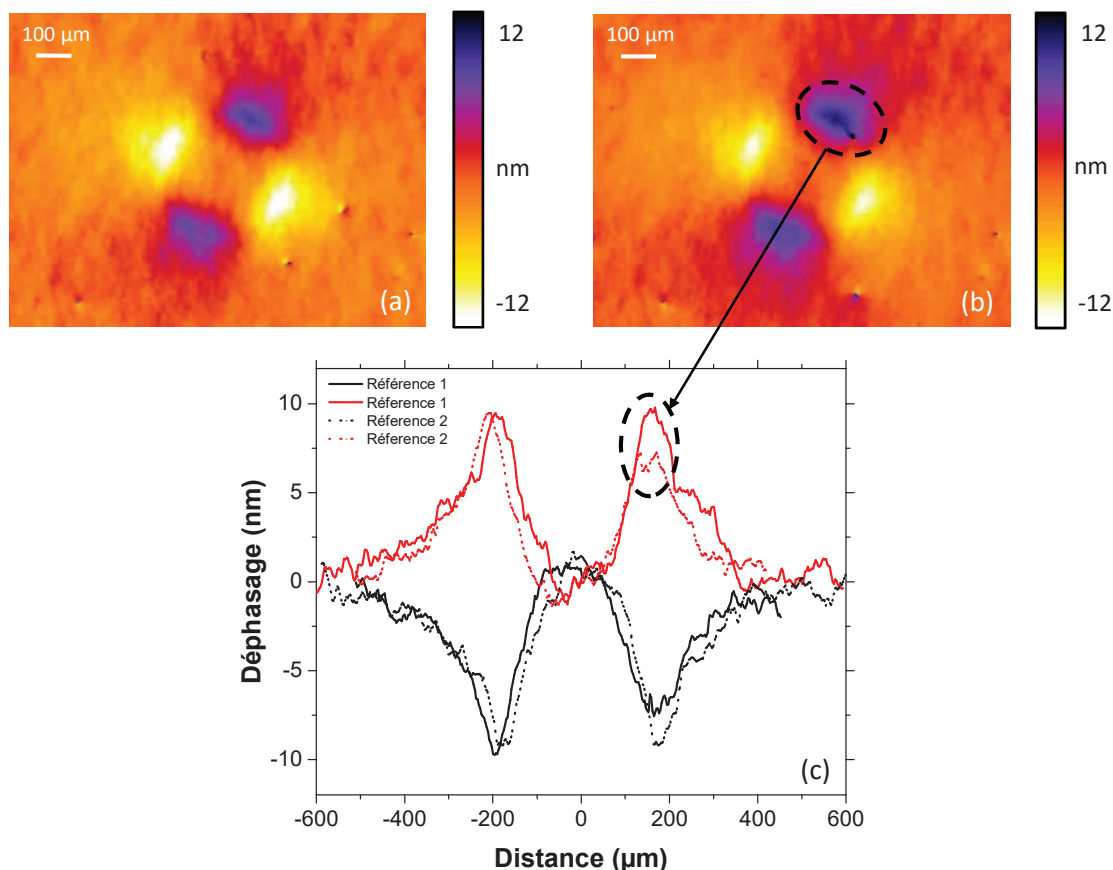 100 µm
12
nm
-12
(a)
100 µm
12
nm
-12
(b)
Référence 1
Réference 1
Référence 2
Réference 2
10
5
0
-5
-10
Déphasage (nm)
(c)
-600 -400 -200 0 200 400 600
Distance (µm)